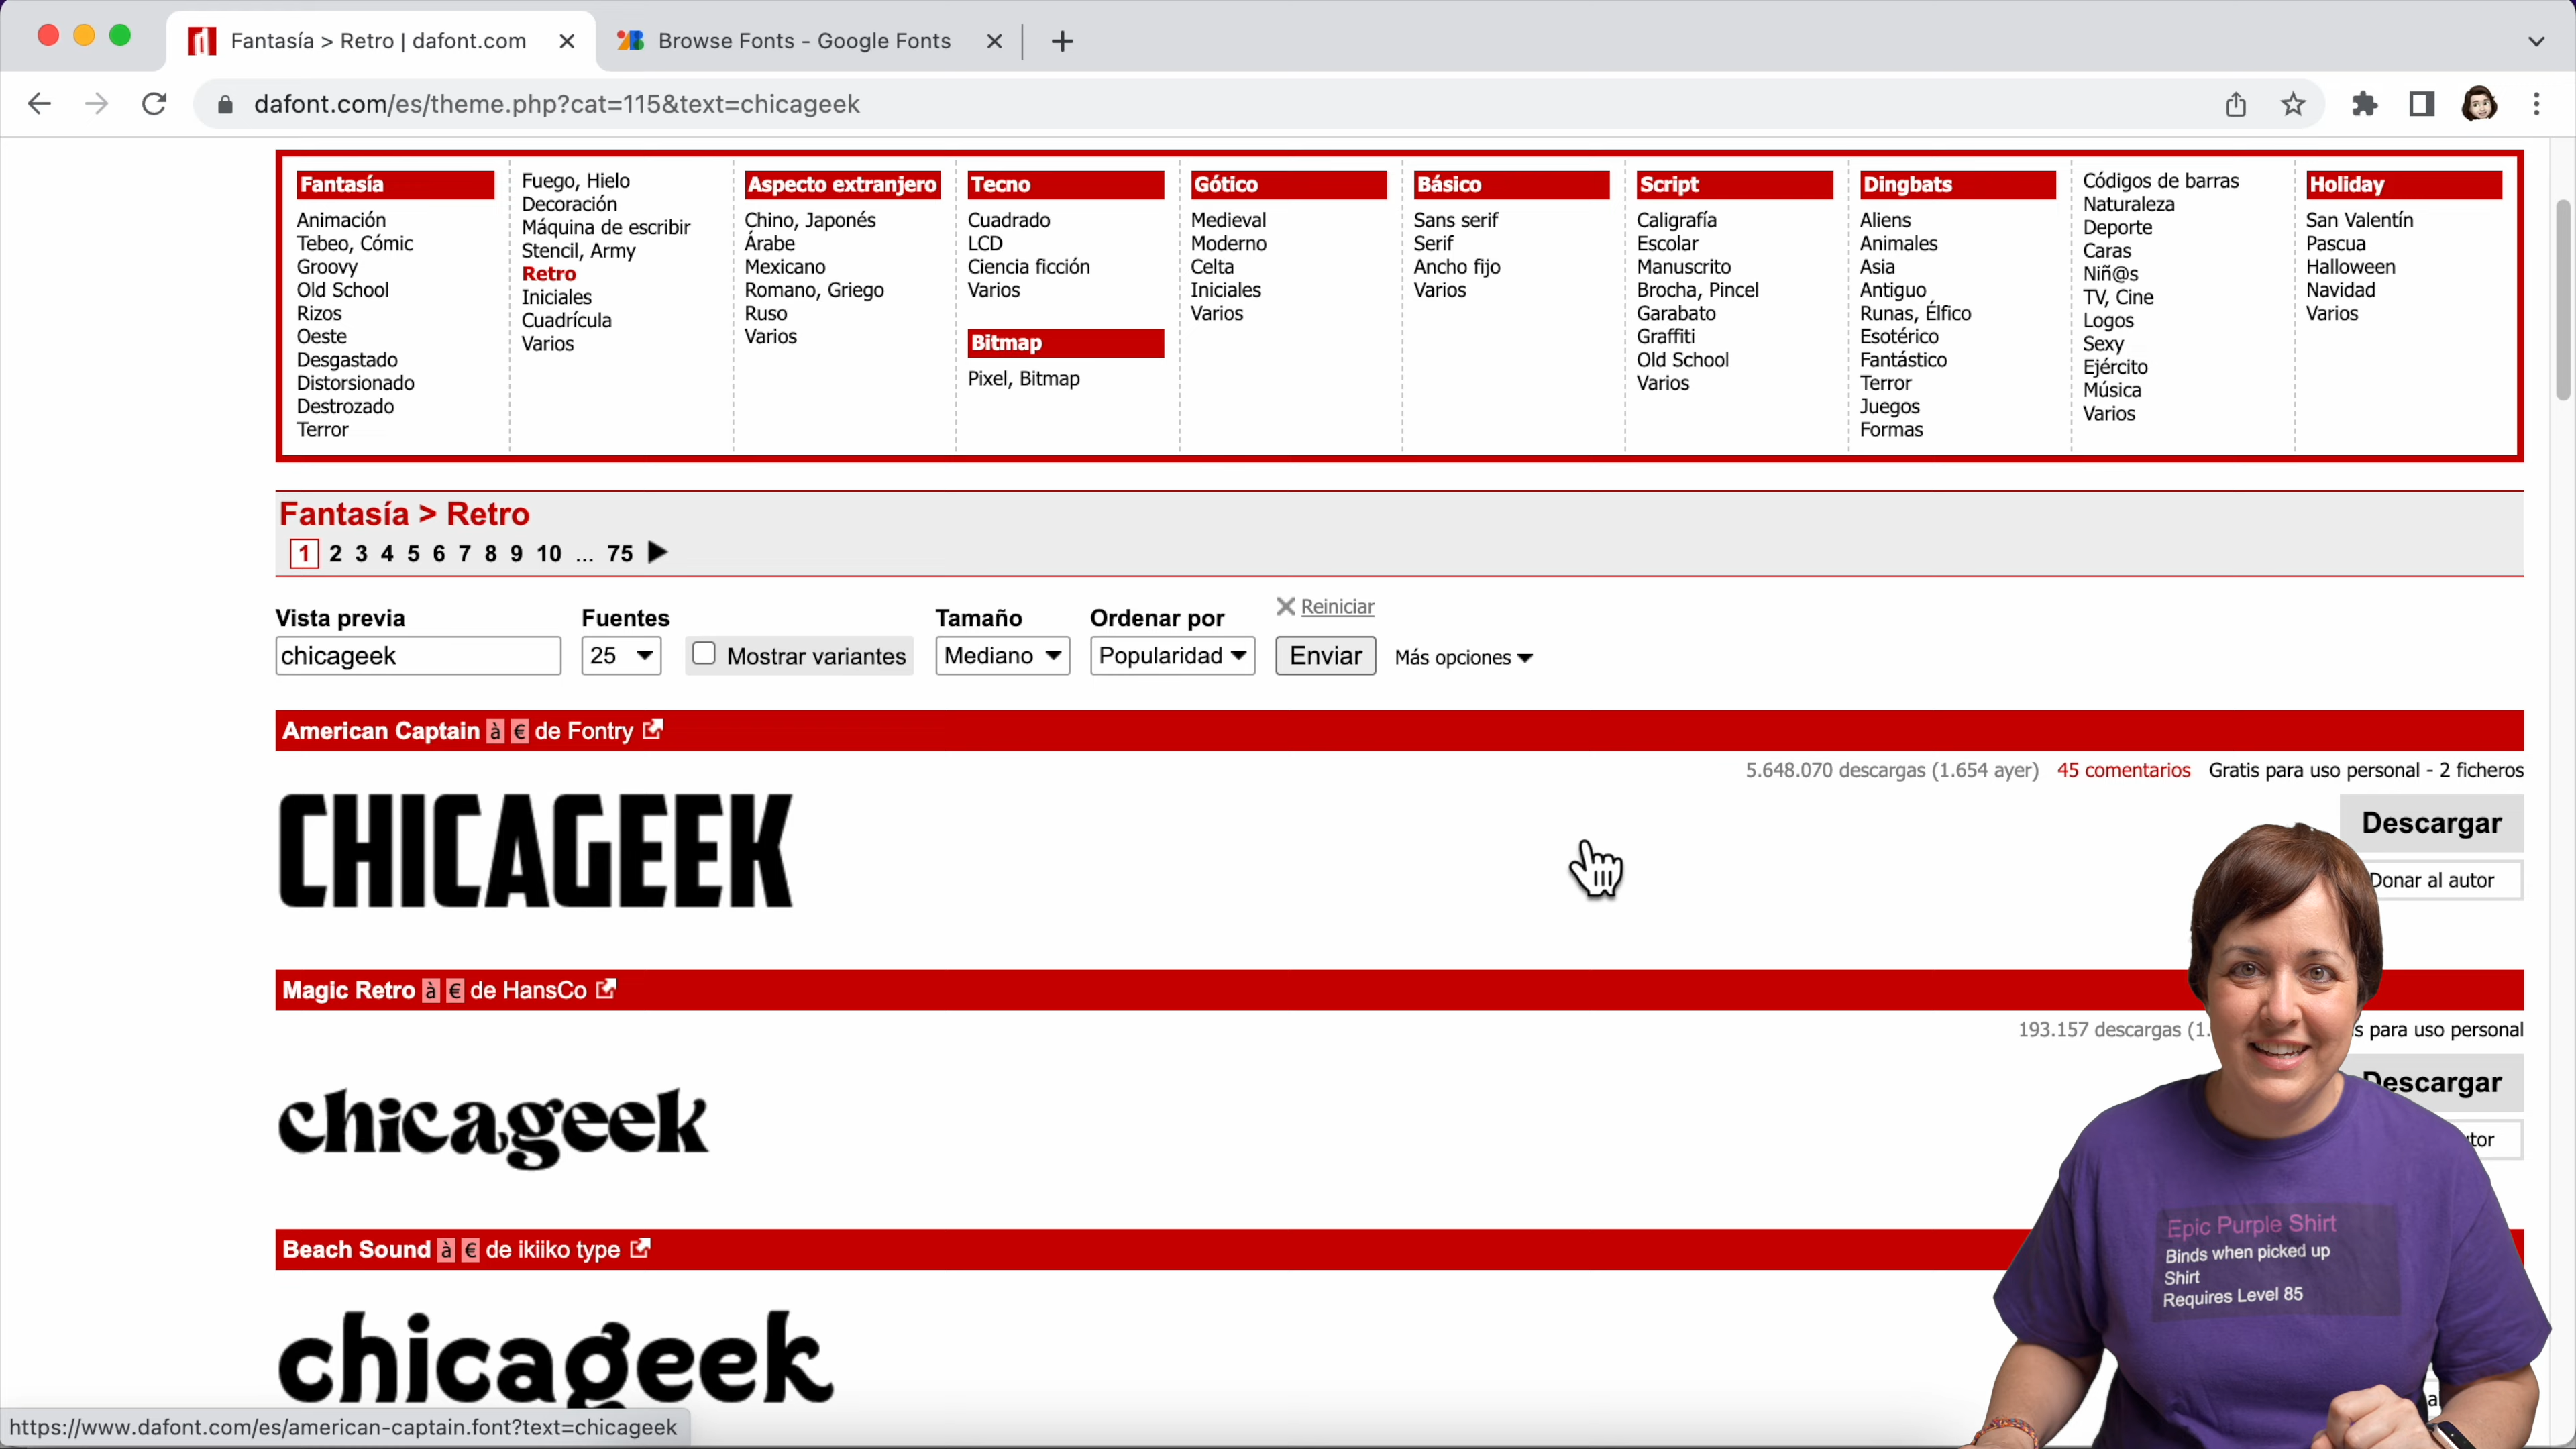 Fantasía > Retro | dafont.com
Browse Fonts - Google Fonts
dafont.com/es/theme.php?cat=115&text=chicageek
Fantasía
Animación
Tebeo, Cómic
Groovy
Old School
Rizos
Oeste
Desgastado
Distorsionado
Destrozado
Terror
Fuego, Hielo
Decoración
Máquina de escribir
Stencil, Army
Retro
Iniciales
Cuadrícula
Varios
Aspecto extranjero
Chino, Japonés
Árabe
Mexicano
Romano, Griego
Ruso
Varios
Tecno
Cuadrado
LCD
Ciencia ficción
Varios
Bitmap
Pixel, Bitmap
Gótico
Medieval
Moderno
Celta
Iniciales
Varios
Básico
Sans serif
Serif
Ancho fijo
Varios
Script
Caligrafía
Escolar
Manuscrito
Brocha, Pincel
Garabato
Graffiti
Old School
Varios
Dingbats
Aliens
Animales
Asia
Antiguo
Runas, Élfico
Esotérico
Fantástico
Terror
Juegos
Formas
Códigos de barras
Naturaleza
Deporte
Caras
Niñ@s
TV, Cine
Logos
Sexy
Ejército
Música
Varios
Holiday
San Valentín
Pascua
Halloween
Navidad
Varios
Fantasía > Retro
1 2 3 4 5 6 7 8 9 10 ... 75
Vista previa
chicageek
Fuentes
25
Mostrar variantes
Tamaño
Mediano
Ordenar por
Popularidad
Reiniciar
Enviar
Más opciones
American Captain à € de Fontry
5.648.070 descargas (1.654 ayer) 45 comentarios Gratis para uso personal - 2 ficheros
CHICAGEEK
Descargar
Donar al autor
Magic Retro à € de HansCo
193.157 descargas (1. s para uso personal
chicageek
Descargar
tor
Beach Sound à € de ikiiko type
chicageek
Epic Purple Shirt
Binds when picked up
Shirt
Requires Level 85
https://www.dafont.com/es/american-captain.font?text=chicageek